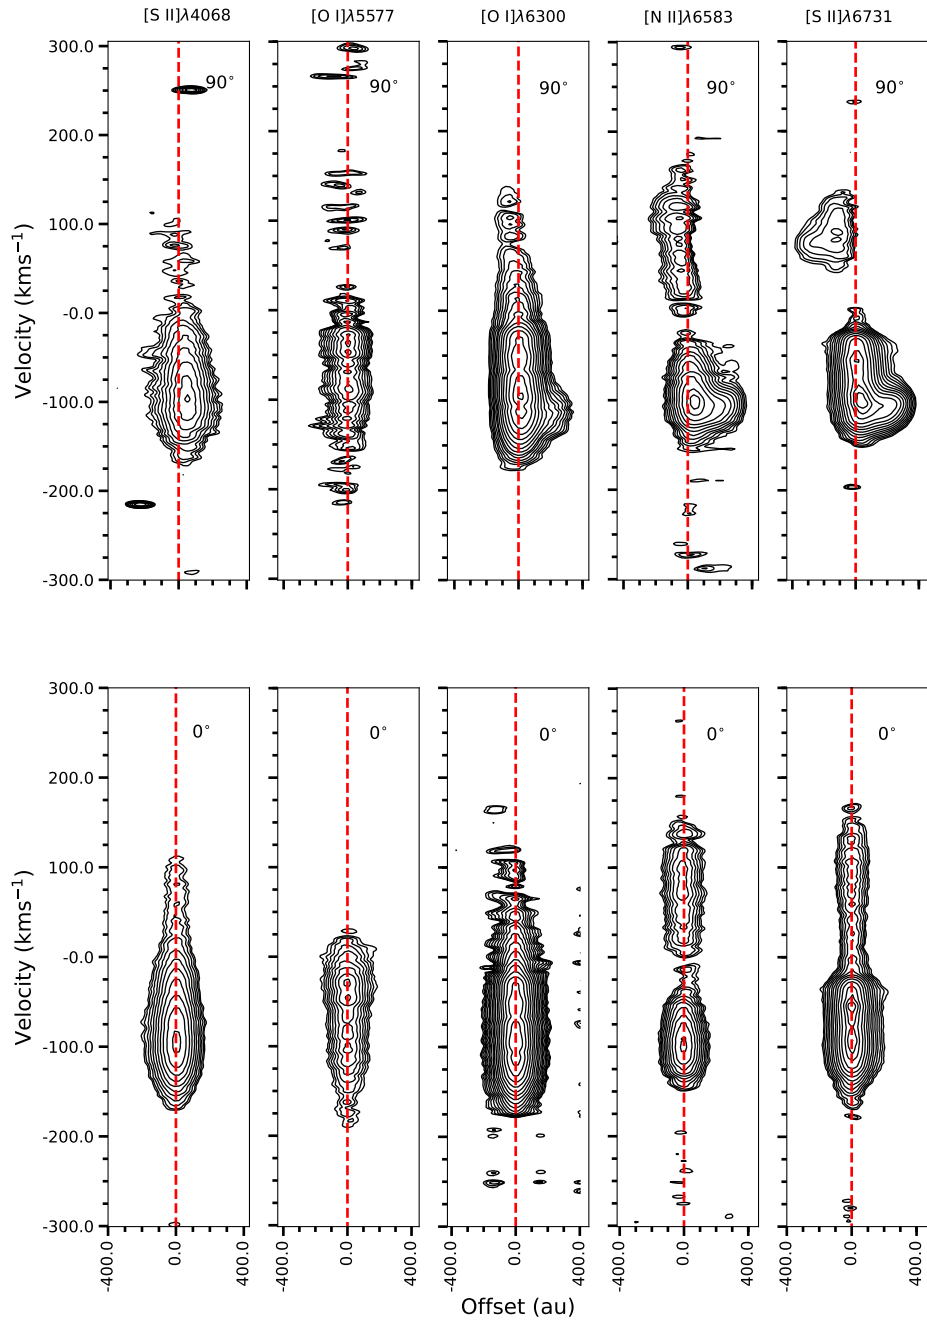 [S II]λ4068 [O I]λ5577 [O I]λ6300 [N II]λ6583 [S II]λ6731
300.0
90° 90° 90° 90° 90°
200.0
100.0
-0.0
-100.0
-200.0
-300.0
Velocity (kms⁻¹)
300.0
0° 0° 0° 0° 0°
200.0
100.0
-0.0
-100.0
-200.0
-300.0
Velocity (kms⁻¹)
-400.0 0.0 400.0 -400.0 0.0 400.0 -400.0 0.0 400.0 -400.0 0.0 400.0 -400.0 0.0 400.0
Offset (au)